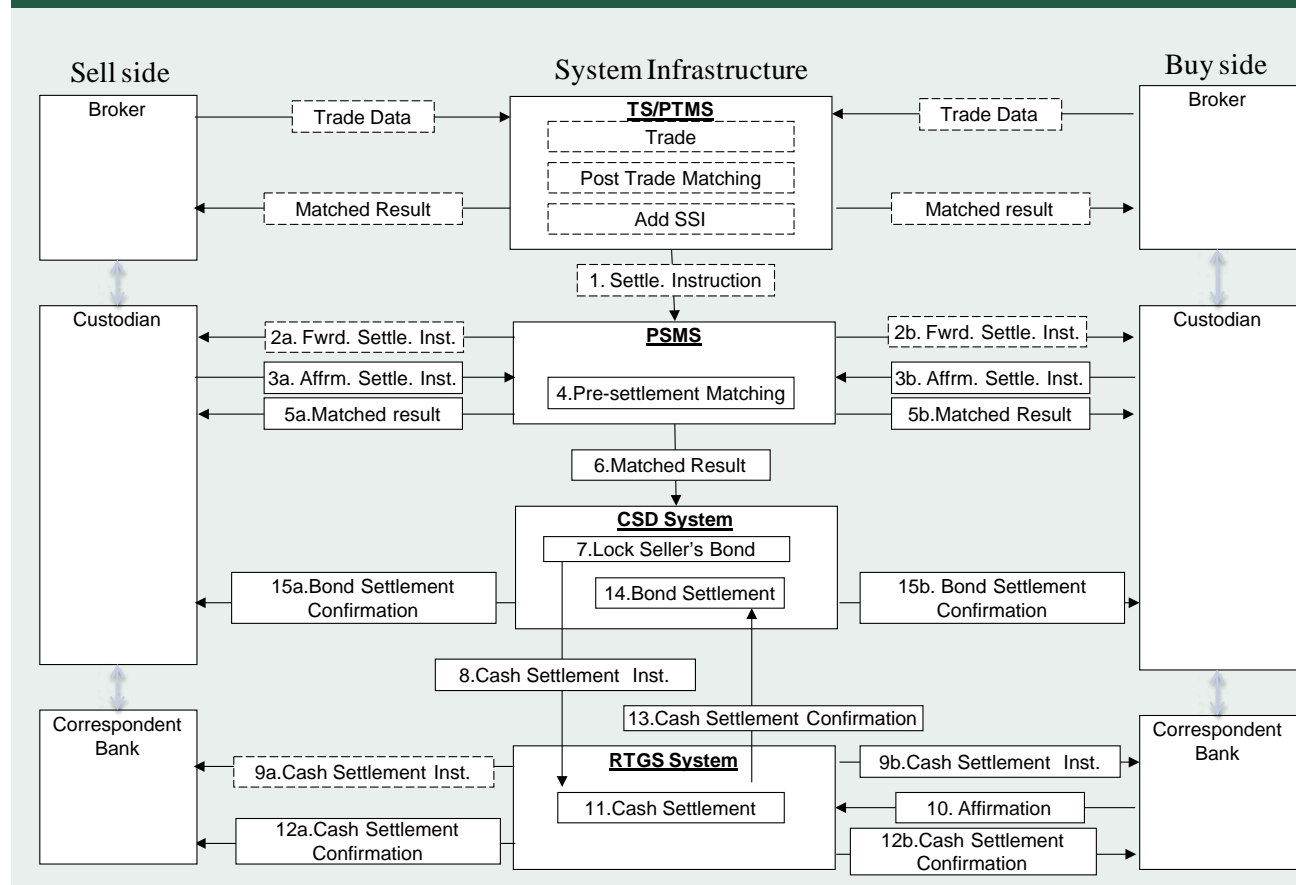 Sell side
System Infrastructure
Buy side
Broker
Trade Data
TS/PTMS
Trade
Post Trade Matching
Add SSI
Trade Data
Broker
Matched Result
Matched result
1. Settle. Instruction
Custodian
2a. Fwrd. Settle. Inst.
PSMS
2b. Fwrd. Settle. Inst.
Custodian
3a. Affrm. Settle. Inst.
4.Pre-settlement Matching
3b. Affrm. Settle. Inst.
5a.Matched result
5b.Matched Result
6.Matched Result
CSD System
7.Lock Seller's Bond
14.Bond Settlement
15a.Bond Settlement
Confirmation
15b. Bond Settlement
Confirmation
8.Cash Settlement Inst.
13.Cash Settlement Confirmation
Correspondent
Bank
9a.Cash Settlement Inst.
RTGS System
9b.Cash Settlement Inst.
Correspondent
Bank
11.Cash Settlement
10. Affirmation
12a.Cash Settlement
Confirmation
12b.Cash Settlement
Confirmation